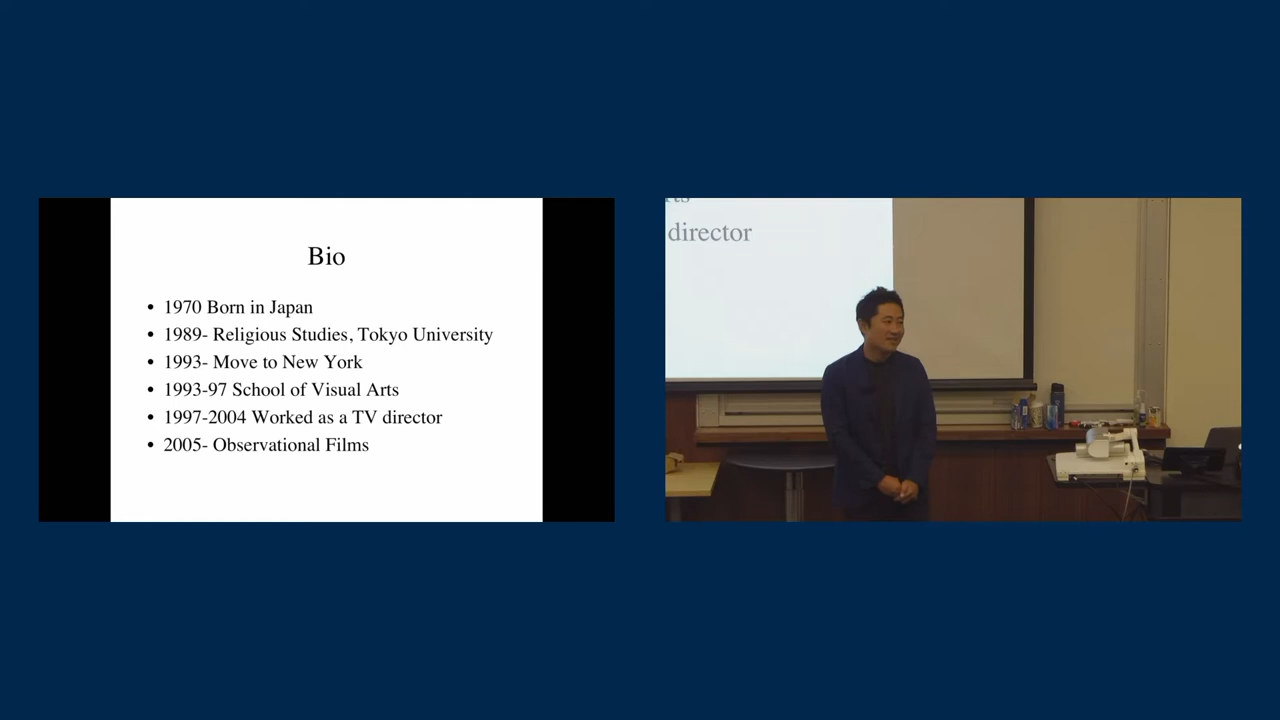 Bio
• 1970 Born in Japan
• 1989- Religious Studies, Tokyo University
• 1993- Move to New York
• 1993-97 School of Visual Arts
• 1997-2004 Worked as a TV director
• 2005- Observational Films
director